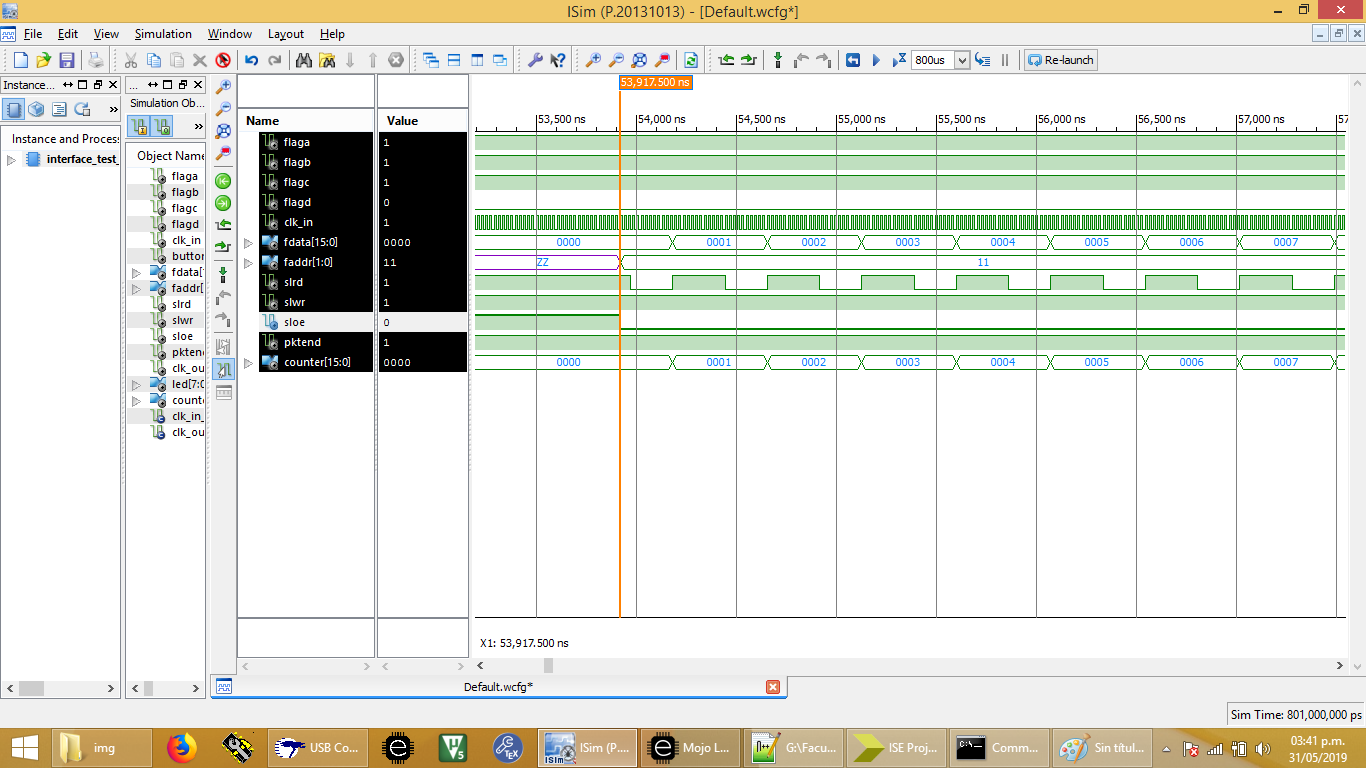 ISim (P.20131013) - [Default.wcfg*]
File Edit View Simulation Window Layout Help
800us Re-launch
Instance... ... 
Simulation Ob...
Instance and Proces
interface_test_
Object Name
flaga
flagb
flagc
flagd
clk_in
button
fdata[
faddr[
slrd
slwr
sloe
pkten
clk_ou
led[7:0
counte
clk_in_
clk_ou
Name Value
flaga 1
flagb 1
flagc 1
flagd 0
clk_in 1
fdata[15:0] 0000
faddr[1:0] 11
slrd 1
slwr 1
sloe 0
pktend 1
counter[15:0] 0000
53,917.500 ns
53,500 ns 54,000 ns 54,500 ns 55,000 ns 55,500 ns 56,000 ns 56,500 ns 57,000 ns 57
0000 0001 0002 0003 0004 0005 0006 0007
ZZ 11
0000 0001 0002 0003 0004 0005 0006 0007
X1: 53,917.500 ns
Default.wcfg*
Sim Time: 801,000,000 ps
img USB Co... ISim (P.... Mojo L... G:\Facu... ISE Proj... Comm... Sin títul...
03:41 p.m.
31/05/2019